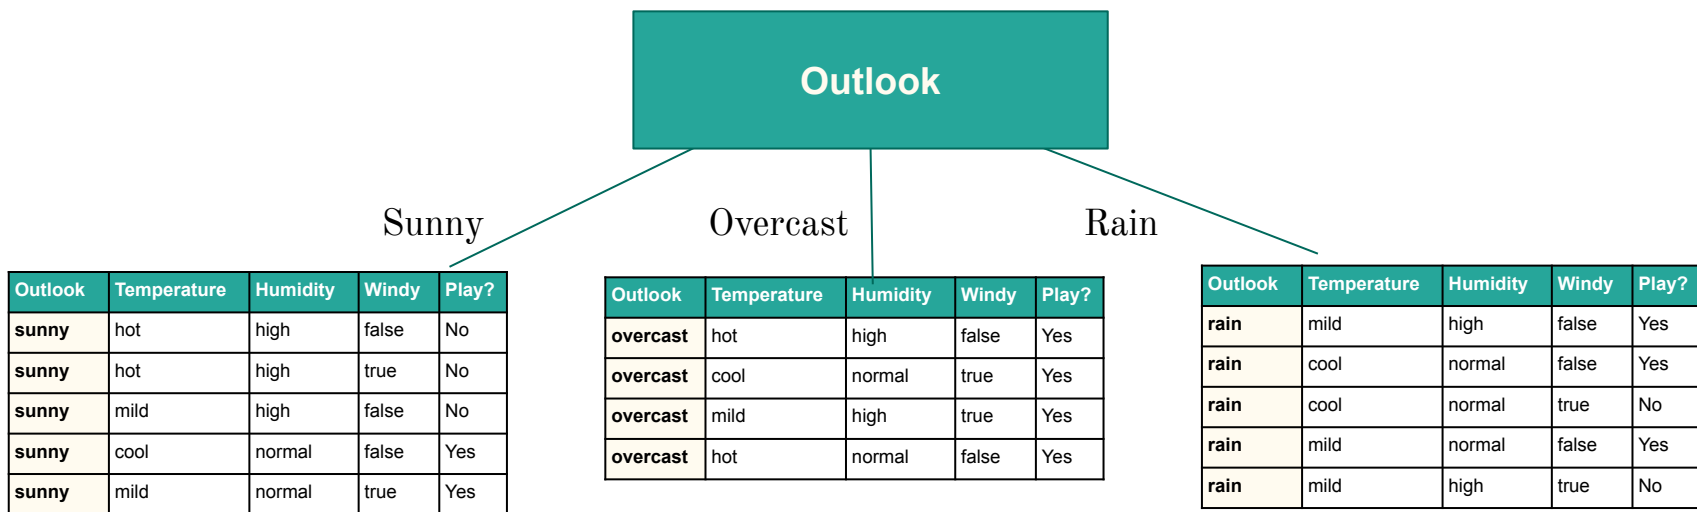 Outlook
Sunny
Overcast
Rain
Outlook Temperature Humidity Windy Play?
sunny hot high false No
sunny hot high true No
sunny mild high false No
sunny cool normal false Yes
sunny mild normal true Yes
Outlook Temperature Humidity Windy Play?
overcast hot high false Yes
overcast cool normal true Yes
overcast mild high true Yes
overcast hot normal false Yes
Outlook Temperature Humidity Windy Play?
rain mild high false Yes
rain cool normal false Yes
rain cool normal true No
rain mild normal false Yes
rain mild high true No